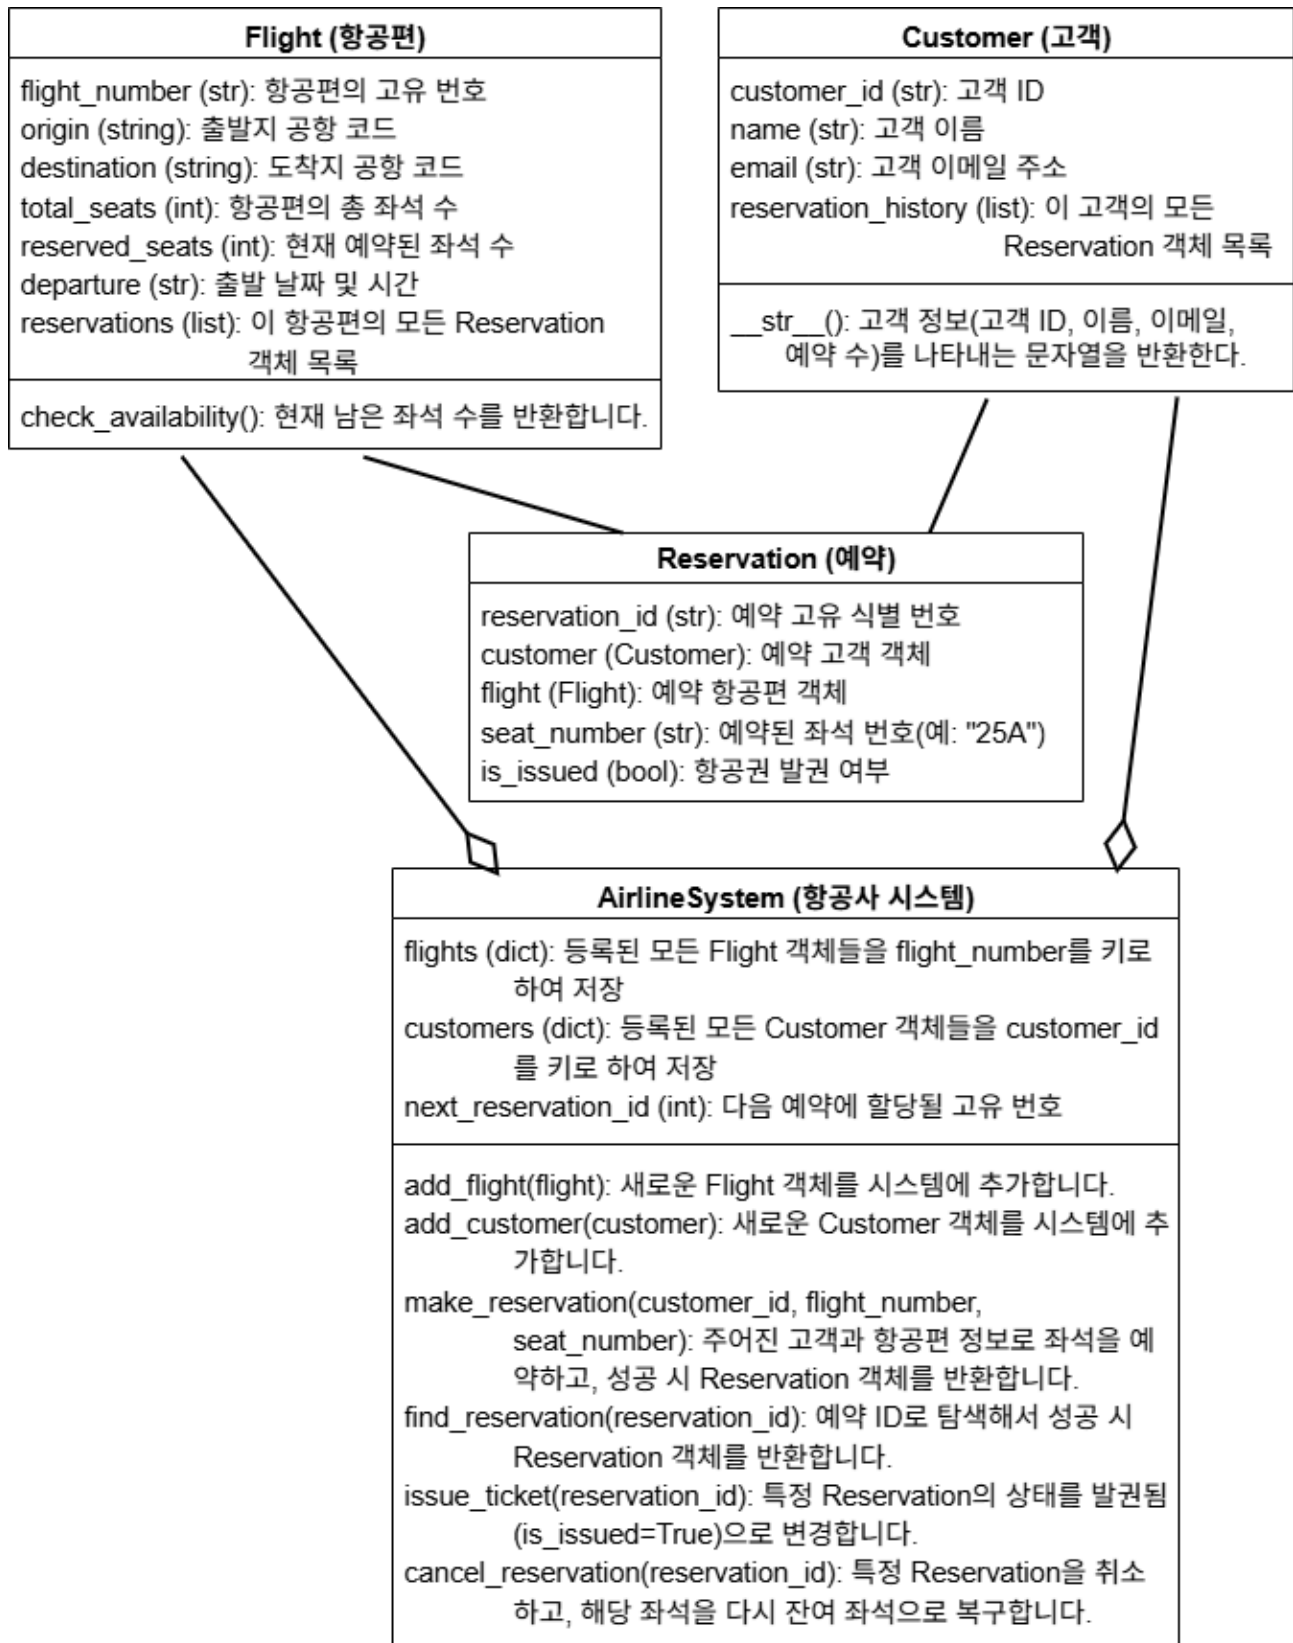 Flight (항공편)
flight_number (str): 항공편의 고유 번호
origin (string): 출발지 공항 코드
destination (string): 도착지 공항 코드
total_seats (int): 항공편의 총 좌석 수
reserved_seats (int): 현재 예약된 좌석 수
departure (str): 출발 날짜 및 시간
reservations (list): 이 항공편의 모든 Reservation
객체 목록
check_availability(): 현재 남은 좌석 수를 반환합니다.
Customer (고객)
customer_id (str): 고객 ID
name (str): 고객 이름
email (str): 고객 이메일 주소
reservation_history (list): 이 고객의 모든
Reservation 객체 목록
__str__(): 고객 정보(고객 ID, 이름, 이메일,
예약 수)를 나타내는 문자열을 반환한다.
Reservation (예약)
reservation_id (str): 예약 고유 식별 번호
customer (Customer): 예약 고객 객체
flight (Flight): 예약 항공편 객체
seat_number (str): 예약된 좌석 번호(예: "25A")
is_issued (bool): 항공권 발권 여부
AirlineSystem (항공사 시스템)
flights (dict): 등록된 모든 Flight 객체들을 flight_number를 키로
하여 저장
customers (dict): 등록된 모든 Customer 객체들을 customer_id
를 키로 하여 저장
next_reservation_id (int): 다음 예약에 할당될 고유 번호
add_flight(flight): 새로운 Flight 객체를 시스템에 추가합니다.
add_customer(customer): 새로운 Customer 객체를 시스템에 추
가합니다.
make_reservation(customer_id, flight_number,
seat_number): 주어진 고객과 항공편 정보로 좌석을 예
약하고, 성공 시 Reservation 객체를 반환합니다.
find_reservation(reservation_id): 예약 ID로 탐색해서 성공 시
Reservation 객체를 반환합니다.
issue_ticket(reservation_id): 특정 Reservation의 상태를 발권됨
(is_issued=True)으로 변경합니다.
cancel_reservation(reservation_id): 특정 Reservation을 취소
하고, 해당 좌석을 다시 잔여 좌석으로 복구합니다.